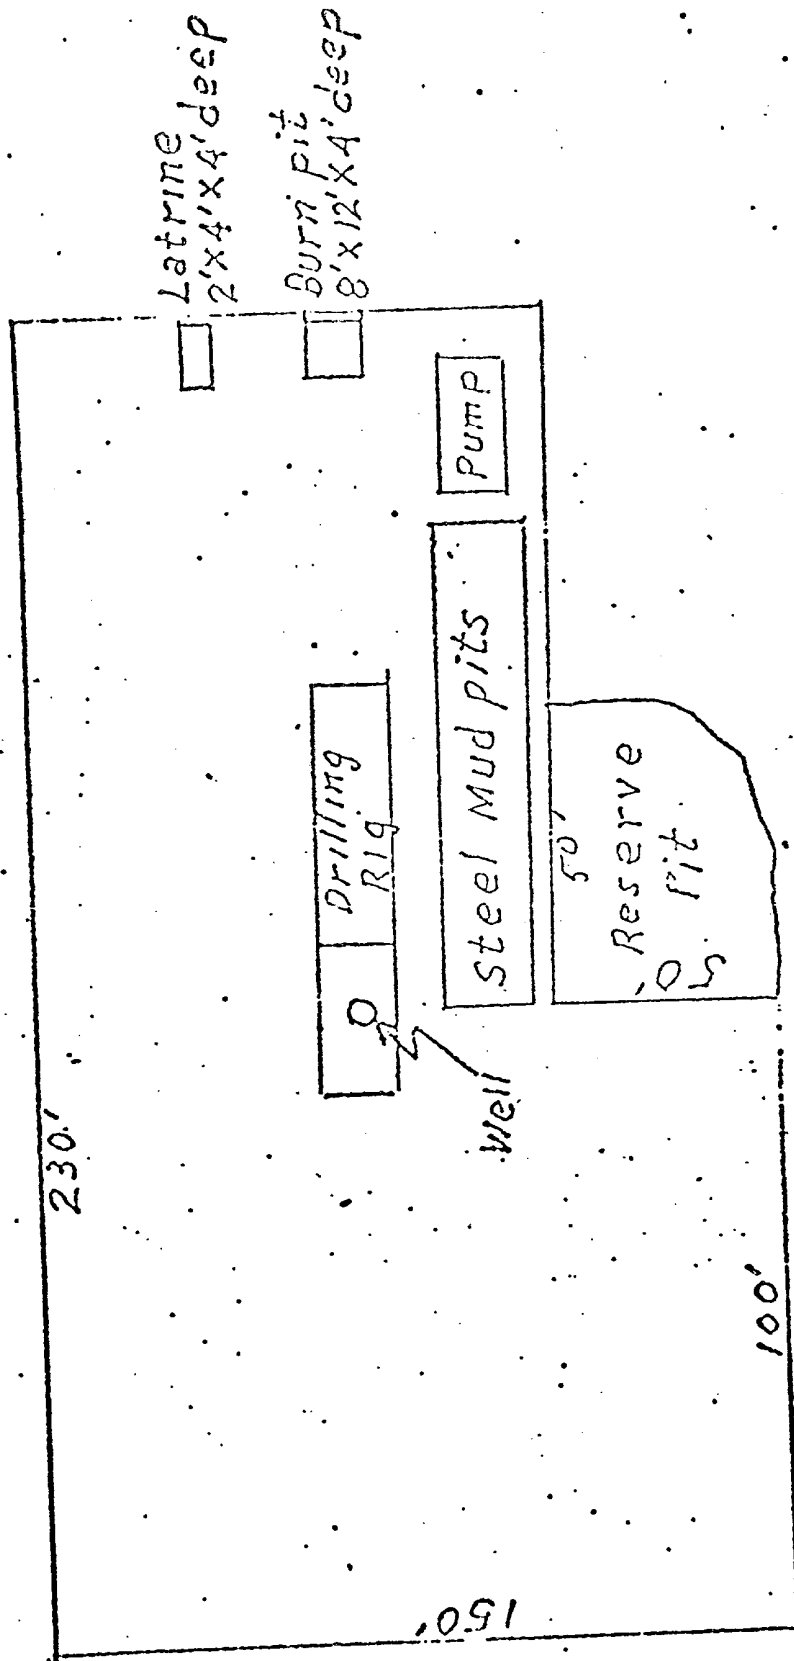 230.'
Latrine
2'X4'X4'deep
Burn pit
8'x12'X4'deep
Drilling
Rig
Pump
Steel Mud pits
Well
50'
Reserve
Pit
50'
150'
100'